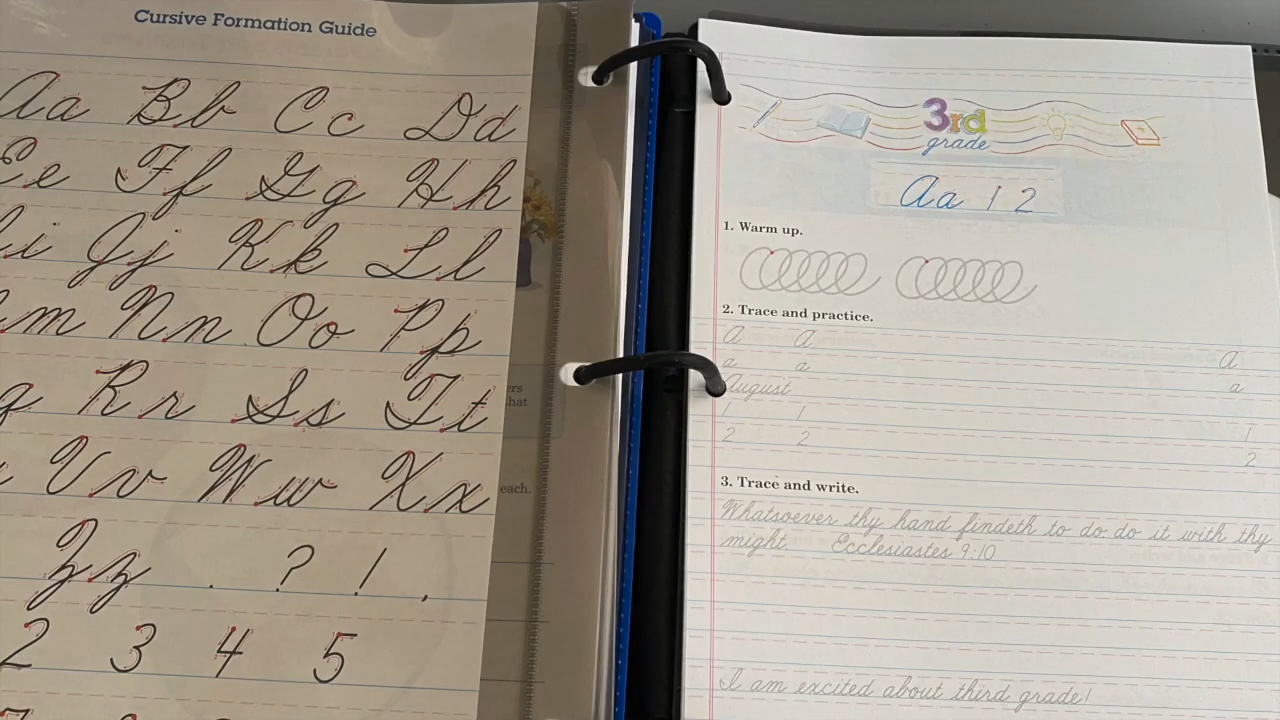 Cursive Formation Guide
Aa Bb Cc Dd
Ee Ff Gg Hh
i Jj Kk Ll
m Nn Oo Pp
q Rr Ss Tt
Vv Ww Xx
Zz . ? ! ,
2 3 4 5
hat
each.
3rd
grade
Aa 1 2
1. Warm up.
2. Trace and practice.
a a a
a a a
August
1 1 1
2 2 2
3. Trace and write.
Whatsoever thy hand findeth to do do it with thy
might. Ecclesiastes 9:10
I am excited about third grade!